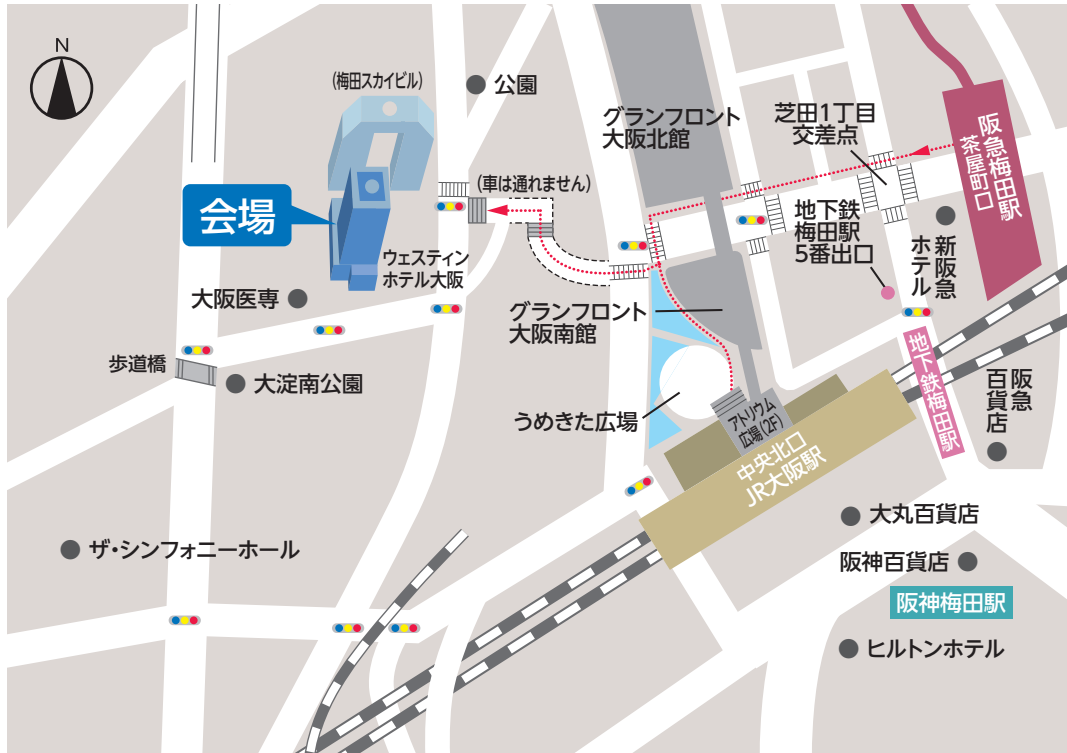 N
(梅田スカイビル)
公園
グランフロント
大阪北館
芝田1丁目
交差点
阪急梅田駅
茶屋町口
(車は通れません)
会場
地下鉄
梅田駅
5番出口
新阪急
ホテル
ウェスティン
ホテル大阪
大阪医専
グランフロント
大阪南館
歩道橋
大淀南公園
地下鉄梅田駅
阪急
百貨店
うめきた広場
アトリウム
広場(2F)
中央北口
JR大阪駅
大丸百貨店
ザ・シンフォニーホール
阪神百貨店
阪神梅田駅
ヒルトンホテル